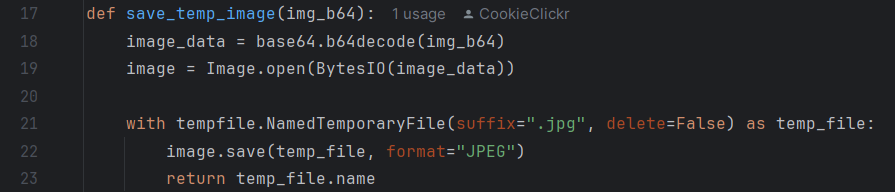 17 def save_temp_image(img_b64): 1 usage CookieClickr
18 image_data = base64.b64decode(img_b64)
19 image = Image.open(BytesIO(image_data))
20
21 with tempfile.NamedTemporaryFile(suffix=".jpg", delete=False) as temp_file:
22 image.save(temp_file, format="JPEG")
23 return temp_file.name